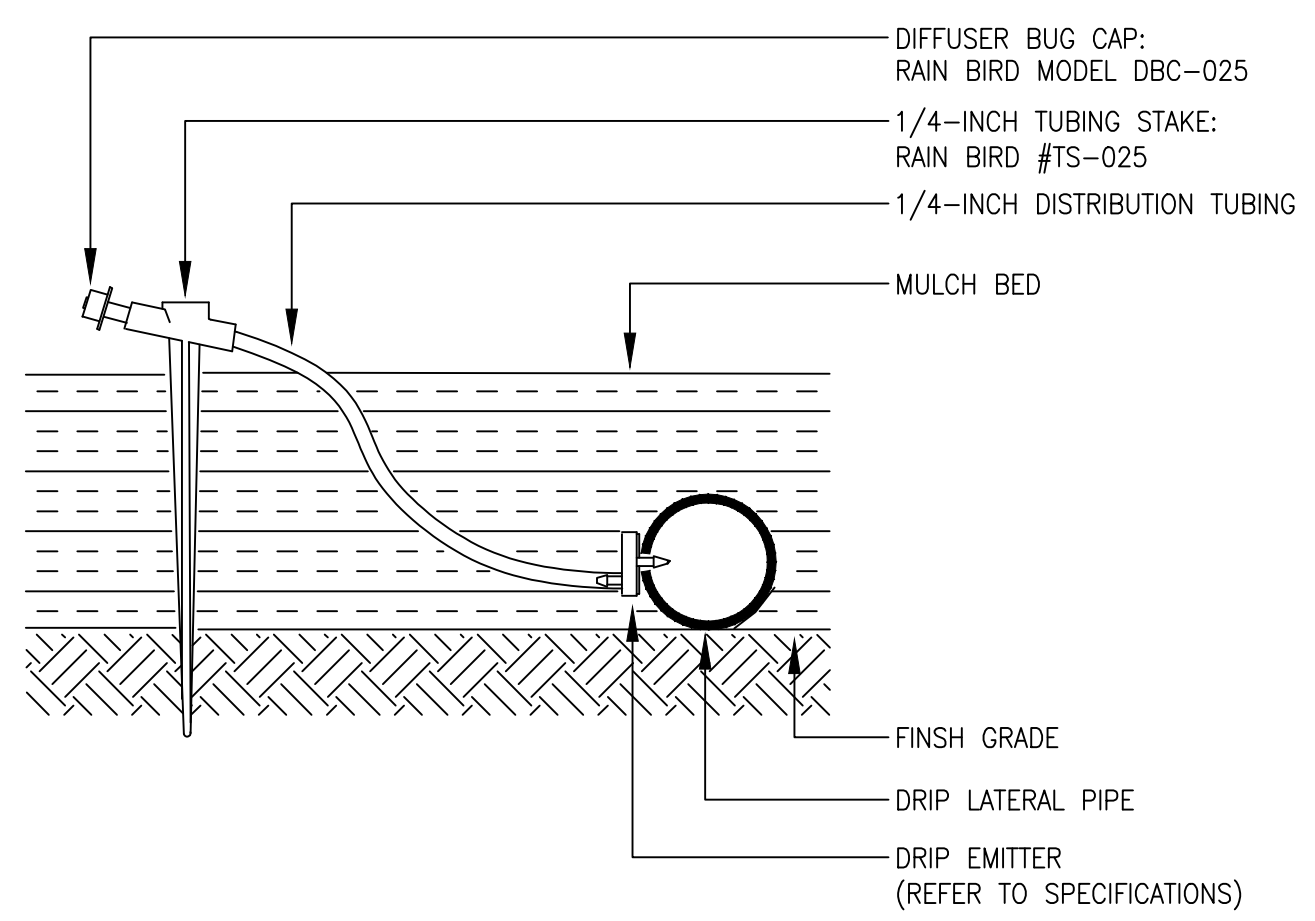 DIFFUSER BUG CAP:
RAIN BIRD MODEL DBC-025
1/4-INCH TUBING STAKE:
RAIN BIRD #TS-025
1/4-INCH DISTRIBUTION TUBING
MULCH BED
FINSH GRADE
DRIP LATERAL PIPE
DRIP EMITTER
(REFER TO SPECIFICATIONS)